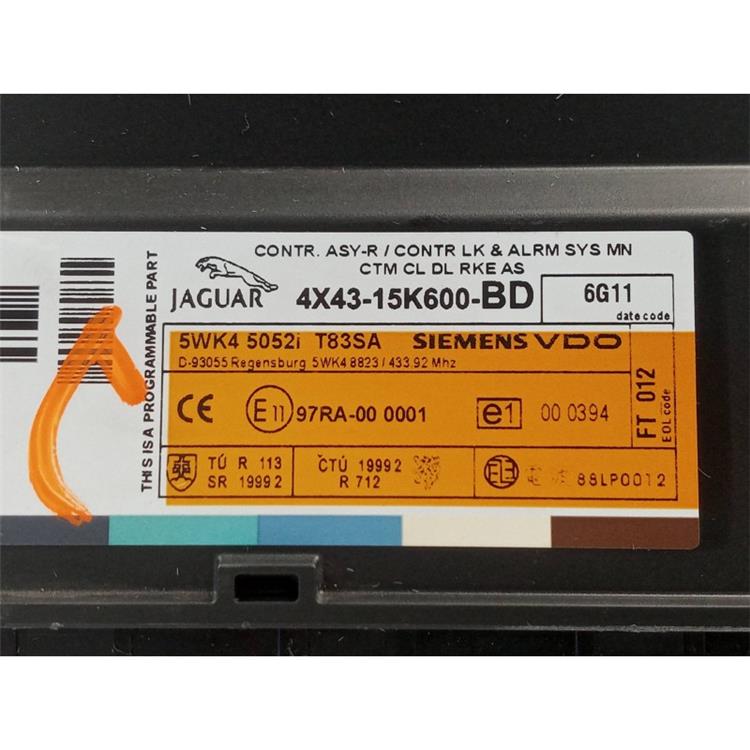 THIS IS A PROGRAMMABLE PART
CONTR. ASY-R / CONTR LK & ALRM SYS MN
CTM CL DL RKE AS
JAGUAR
4X43-15K600-BD
6G11
date code
5WK4 5052i T83SA SIEMENS VDO
D-93055 Regensburg 5WK4 8823 / 433.92 Mhz
CE
E11 97RA-00 0001
e1 00 0394
FT 012
EOL code
TÚ R 113
SR 1999 2
ČTÚ 1999 2
R 712
88LP0012